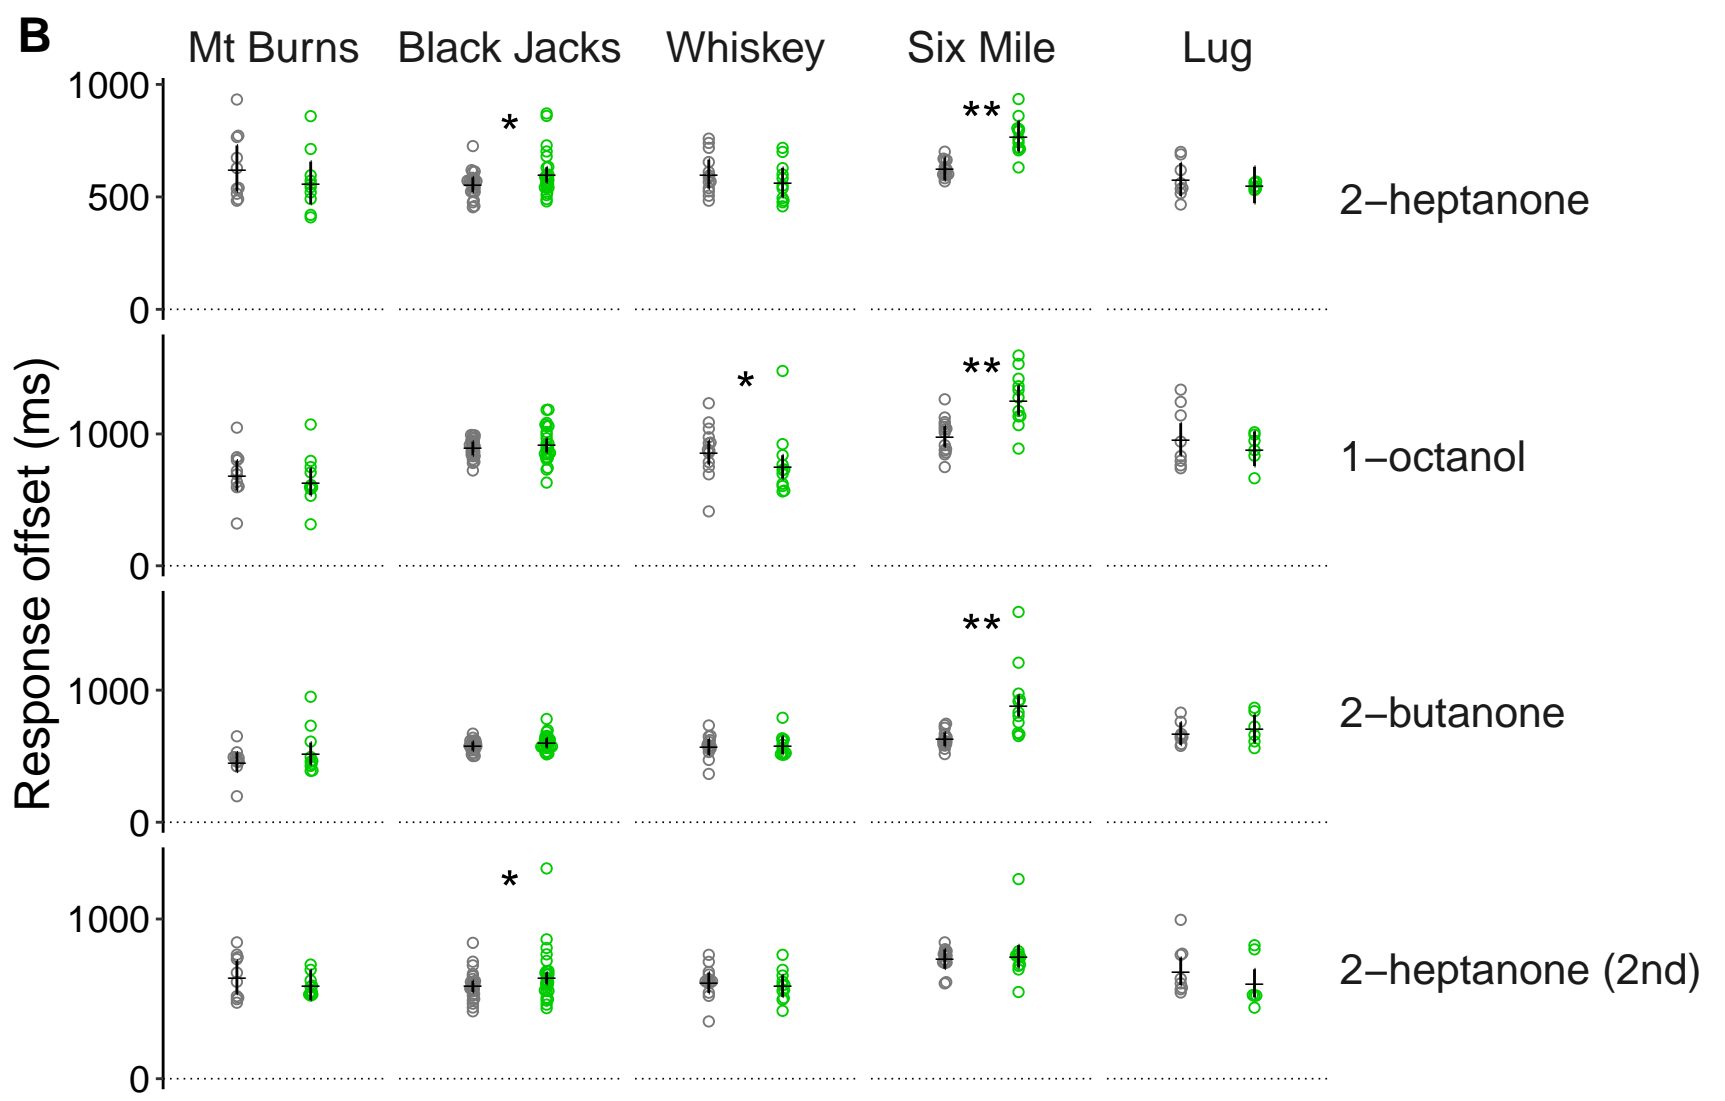 B
Mt Burns Black Jacks Whiskey Six Mile Lug
1000
500
0
* **
2−heptanone
1000
0
* **
1−octanol
Response offset (ms)
1000
0
**
2−butanone
1000
0
*
2−heptanone (2nd)